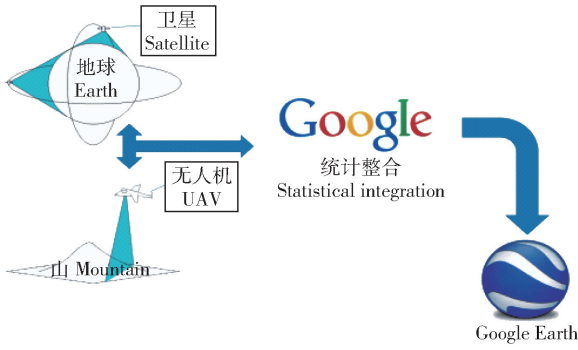 卫星
Satellite
地球
Earth
Google
统计整合
Statistical integration
无人机
UAV
山 Mountain
Google Earth